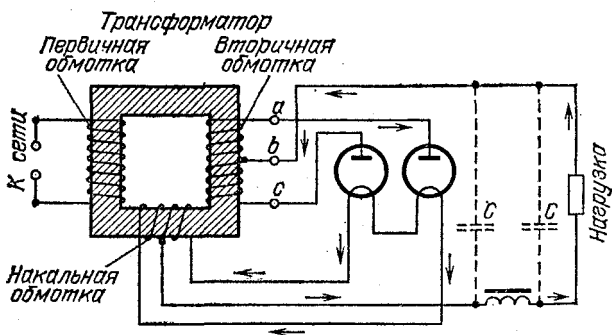 Трансформатор
Первичная
обмотка
Вторичная
обмотка
К сети
a
b
c
C
C
Нагрузка
Накальная
обмотка